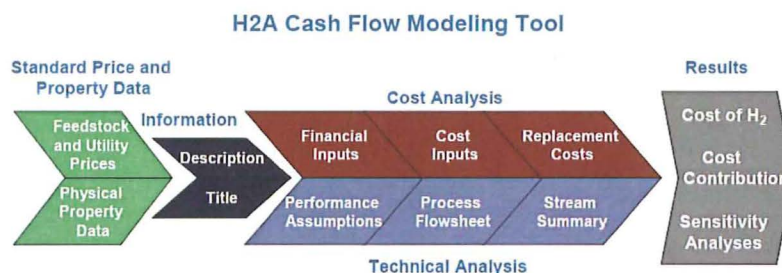 H2A Cash Flow Modeling Tool
Standard Price and
Property Data
Feedstock
and Utility
Prices
Physical
Property
Data
Information
Description
Title
Cost Analysis
Financial
Inputs
Cost
Inputs
Replacement
Costs
Performance
Assumptions
Process
Flowsheet
Stream
Summary
Technical Analysis
Results
Cost of H₂
Cost
Contribution
Sensitivity
Analyses